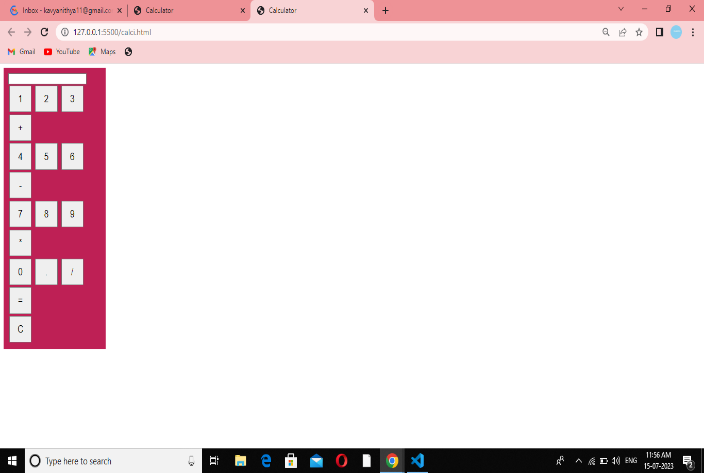 Inbox - kavyanithya11@gmail.co
Calculator
Calculator
127.0.0.1:5500/calci.html
Gmail
YouTube
Maps
1 2 3
+
4 5 6
-
7 8 9
*
0 . /
=
C
Type here to search
ENG
11:56 AM
15-07-2023
2